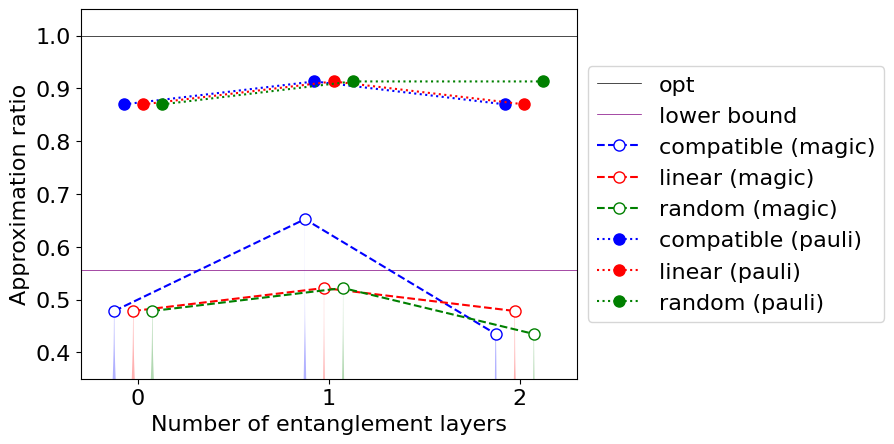 Approximation ratio
1.0
0.9
0.8
0.7
0.6
0.5
0.4
0
1
2
Number of entanglement layers
opt
lower bound
compatible (magic)
linear (magic)
random (magic)
compatible (pauli)
linear (pauli)
random (pauli)